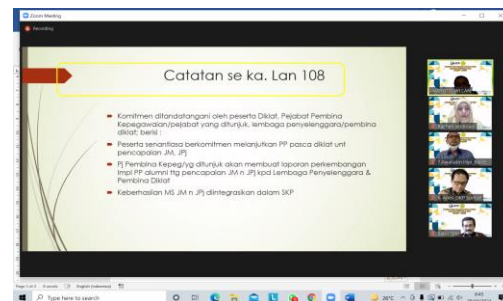 Zoom Meeting
Recording
Catatan se ka. Lan 108
Komitmen ditandatangani oleh peserta Diklat, Pejabat Pembina
Kepegawaian/pejabat yang ditunjuk, lembaga penyelenggara/pembina
diklat; berisi :
Peserta senantiasa berkomitmen melanjutkan PP pasca diklat unt
pencapaian JM, JPj
Pj Pembina Kepeg/yg ditunjuk akan membuat laporan perkembangan
Impl PP alumni ttg pencapaian JM n JPj kpd Lembaga Penyelenggara &
Pembina Diklat
Keberhasilan MS JM n JPj diintegrasikan dalam SKP
Type here to search
26°C